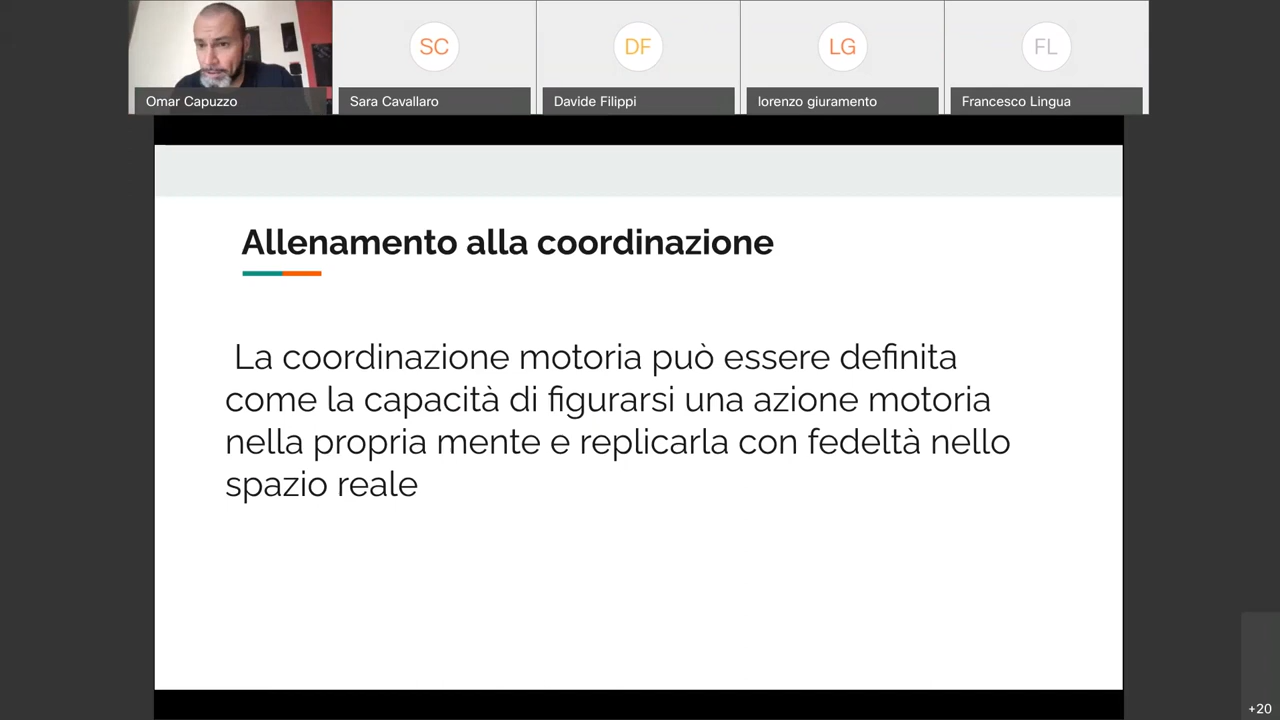 SC
DF
LG
FL
Omar Capuzzo
Sara Cavallaro
Davide Filippi
lorenzo giuramento
Francesco Lingua
Allenamento alla coordinazione
La coordinazione motoria può essere definita
come la capacità di figurarsi una azione motoria
nella propria mente e replicarla con fedeltà nello
spazio reale
+20